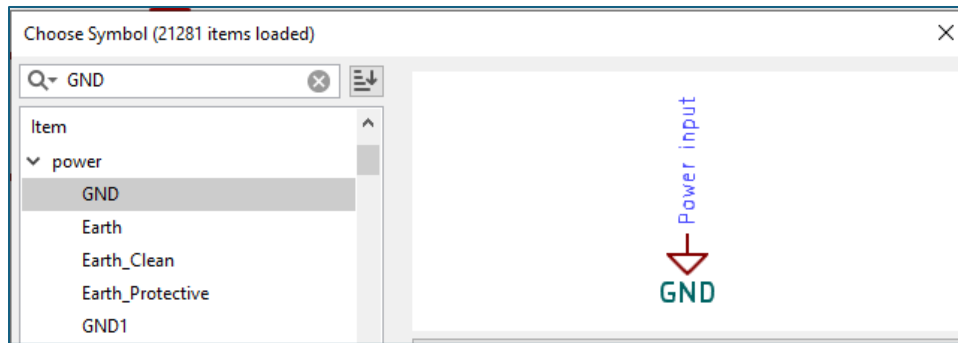 Choose Symbol (21281 items loaded)
GND
Item
power
GND
Earth
Earth_Clean
Earth_Protective
GND1
Power input
GND